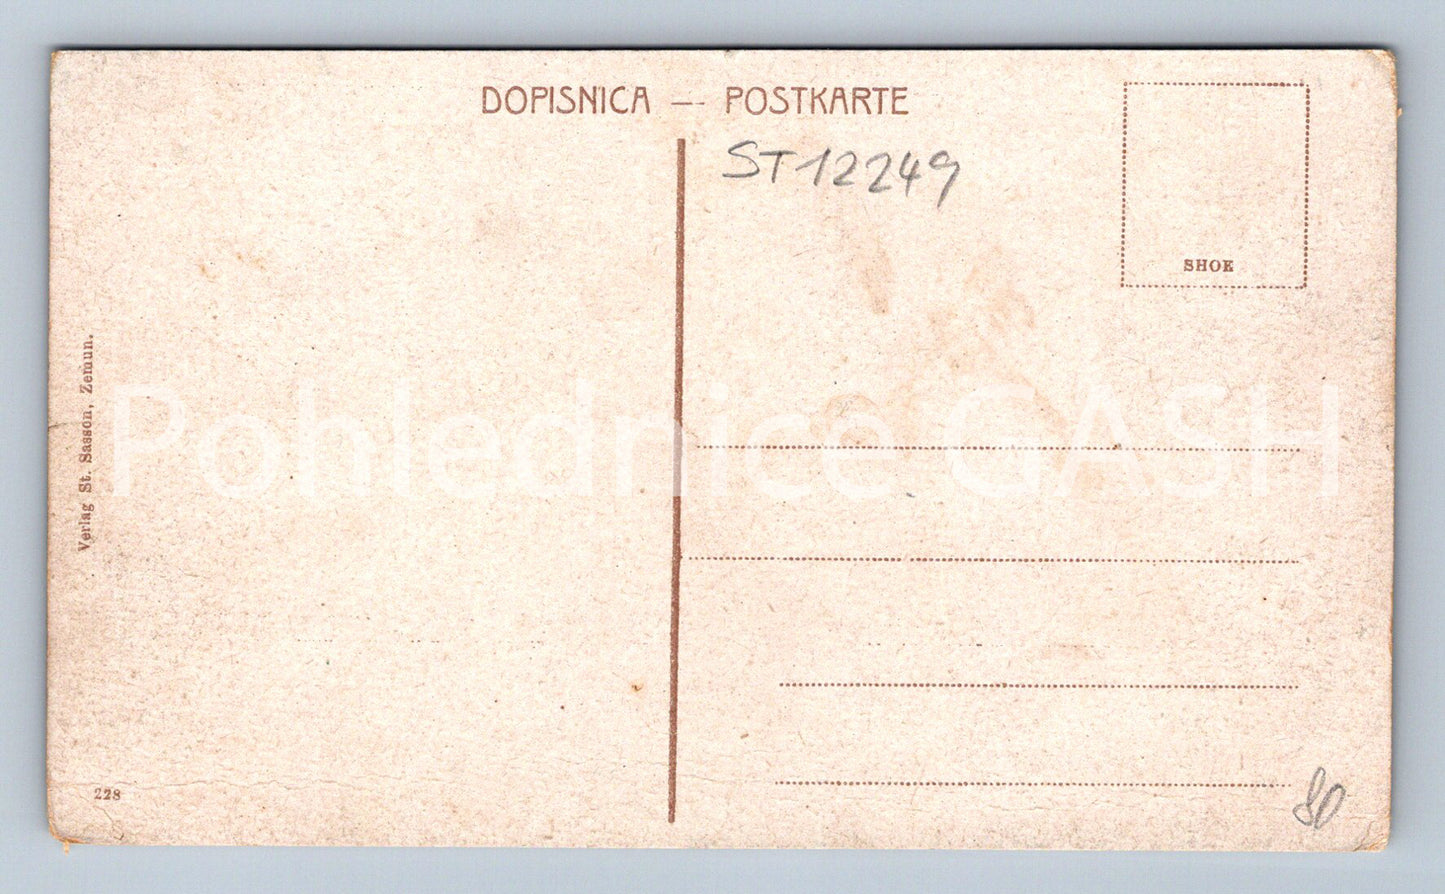 DOPISNICA — POSTKARTE
ST12249
SHOE
Verlag St. Sasson, Zemun.
Pohlednice GASH
228
80